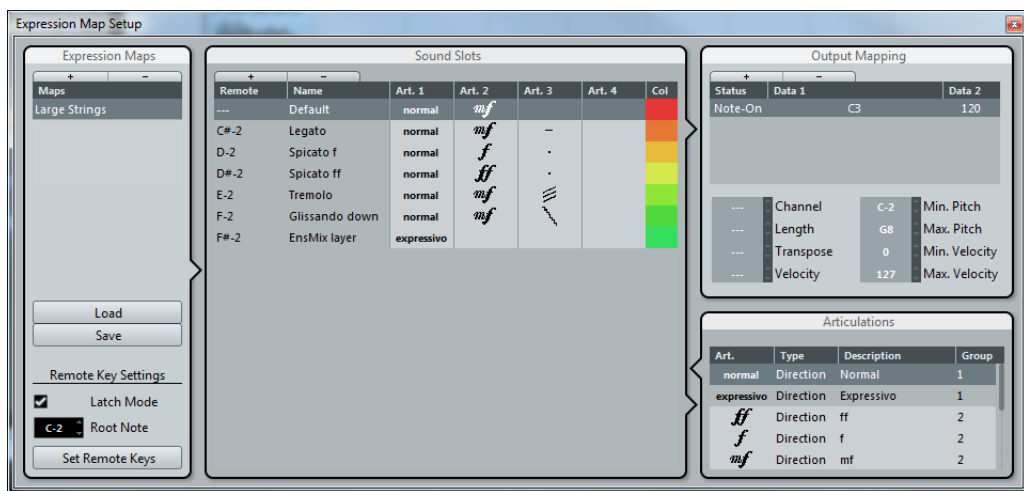 Expression Map Setup
Expression Maps
+ −
Maps
Large Strings
Load
Save
Remote Key Settings
Latch Mode
C-2 Root Note
Set Remote Keys
Sound Slots
+ −
Remote Name Art. 1 Art. 2 Art. 3 Art. 4 Col
--- Default normal mf
C#-2 Legato normal mf –
D-2 Spicato f normal f .
D#-2 Spicato ff normal ff .
E-2 Tremolo normal mf
F-2 Glissando down normal mf
F#-2 EnsMix layer expressivo
Output Mapping
+ −
Status Data 1 Data 2
Note-On C3 120
--- Channel C-2 Min. Pitch
--- Length G8 Max. Pitch
--- Transpose 0 Min. Velocity
--- Velocity 127 Max. Velocity
Articulations
Art. Type Description Group
normal Direction Normal 1
expressivo Direction Expressivo 1
ff Direction ff 2
f Direction f 2
mf Direction mf 2